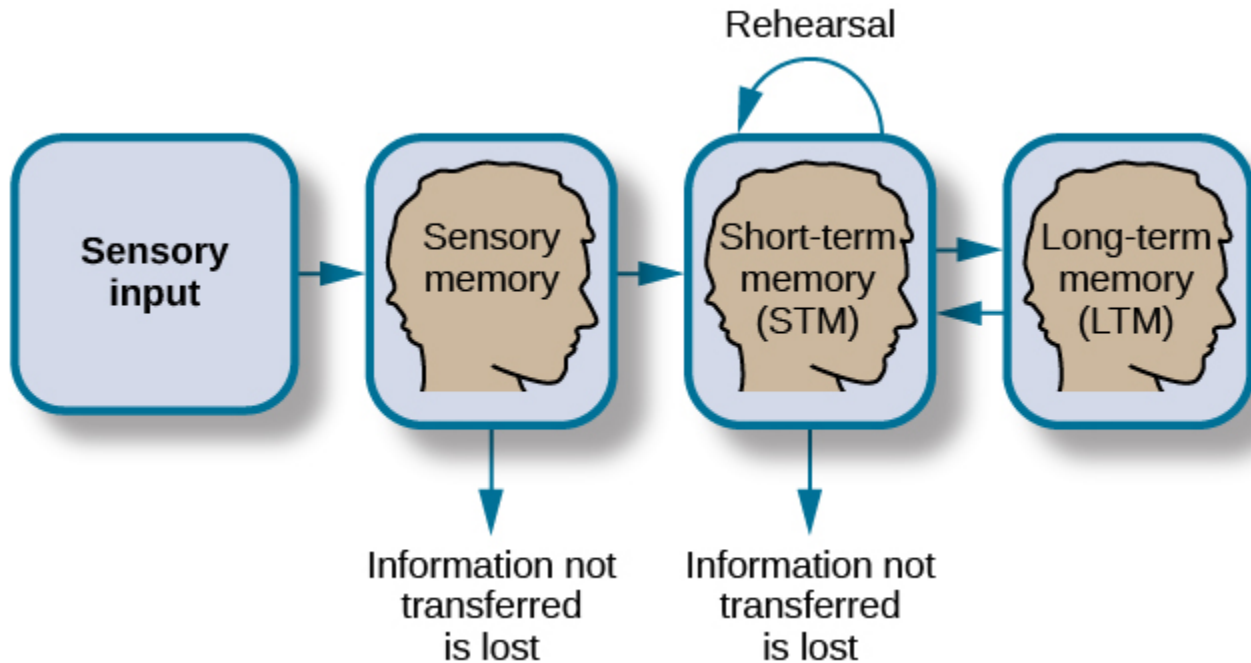 Rehearsal
Sensory
input
Sensory
memory
Short-term
memory
(STM)
Long-term
memory
(LTM)
Information not
transferred
is lost
Information not
transferred
is lost